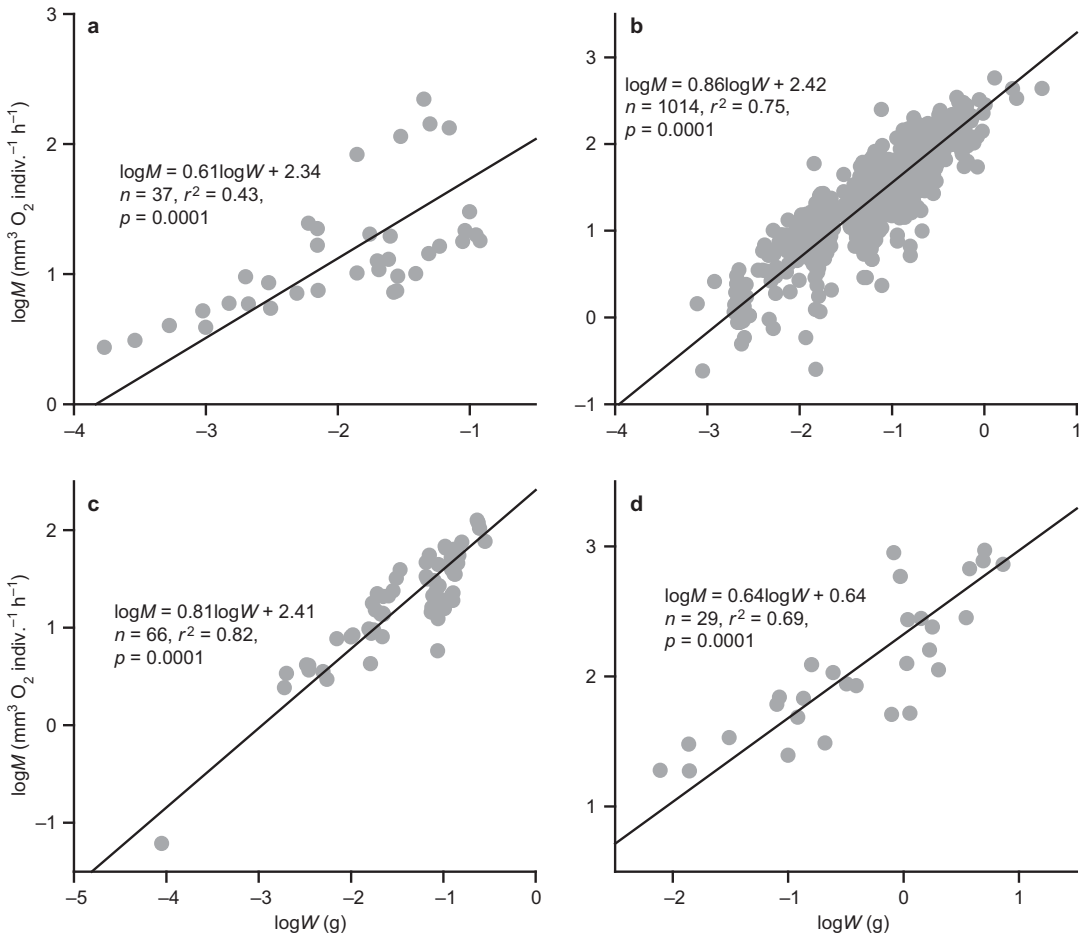 a
3
2
1
0
–4
–3
–2
–1
logM (mm³ O₂ indiv.⁻¹ h⁻¹)
logM = 0.61logW + 2.34
n = 37, r² = 0.43,
p = 0.0001
b
3
2
1
0
–1
–4
–3
–2
–1
0
1
logM = 0.86logW + 2.42
n = 1014, r² = 0.75,
p = 0.0001
c
2
1
0
–1
–5
–4
–3
–2
–1
0
logM (mm³ O₂ indiv.⁻¹ h⁻¹)
logW (g)
logM = 0.81logW + 2.41
n = 66, r² = 0.82,
p = 0.0001
d
3
2
1
–2
–1
0
1
logW (g)
logM = 0.64logW + 0.64
n = 29, r² = 0.69,
p = 0.0001